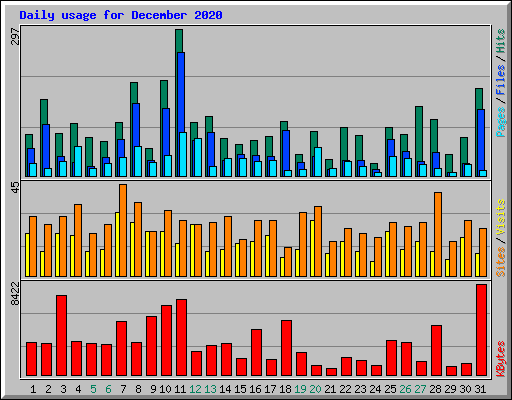 Daily usage for December 2020
297
Pages / Files / Hits
45
Sites / Visits
8422
KBytes
1 2 3 4 5 6 7 8 9 10 11 12 13 14 15 16 17 18 19 20 21 22 23 24 25 26 27 28 29 30 31